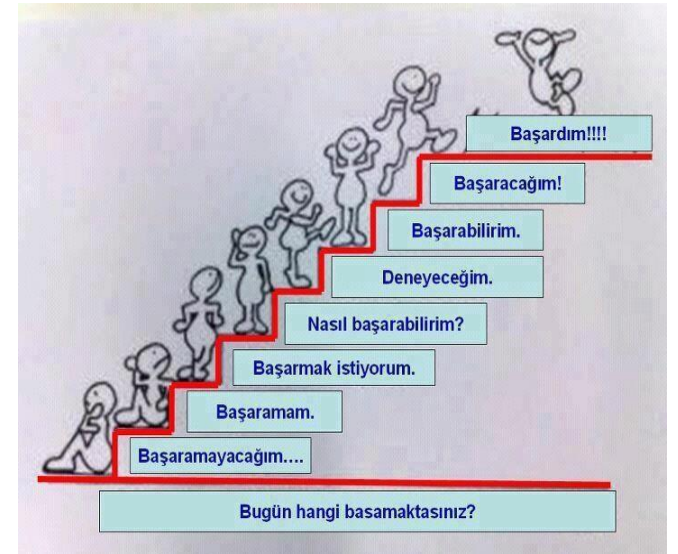 Başardım!!!!
Başaracağım!
Başarabilirim.
Deneyeceğim.
Nasıl başarabilirim?
Başarmak istiyorum.
Başaramam.
Başaramayacağım....
Bugün hangi basamaktasınız?